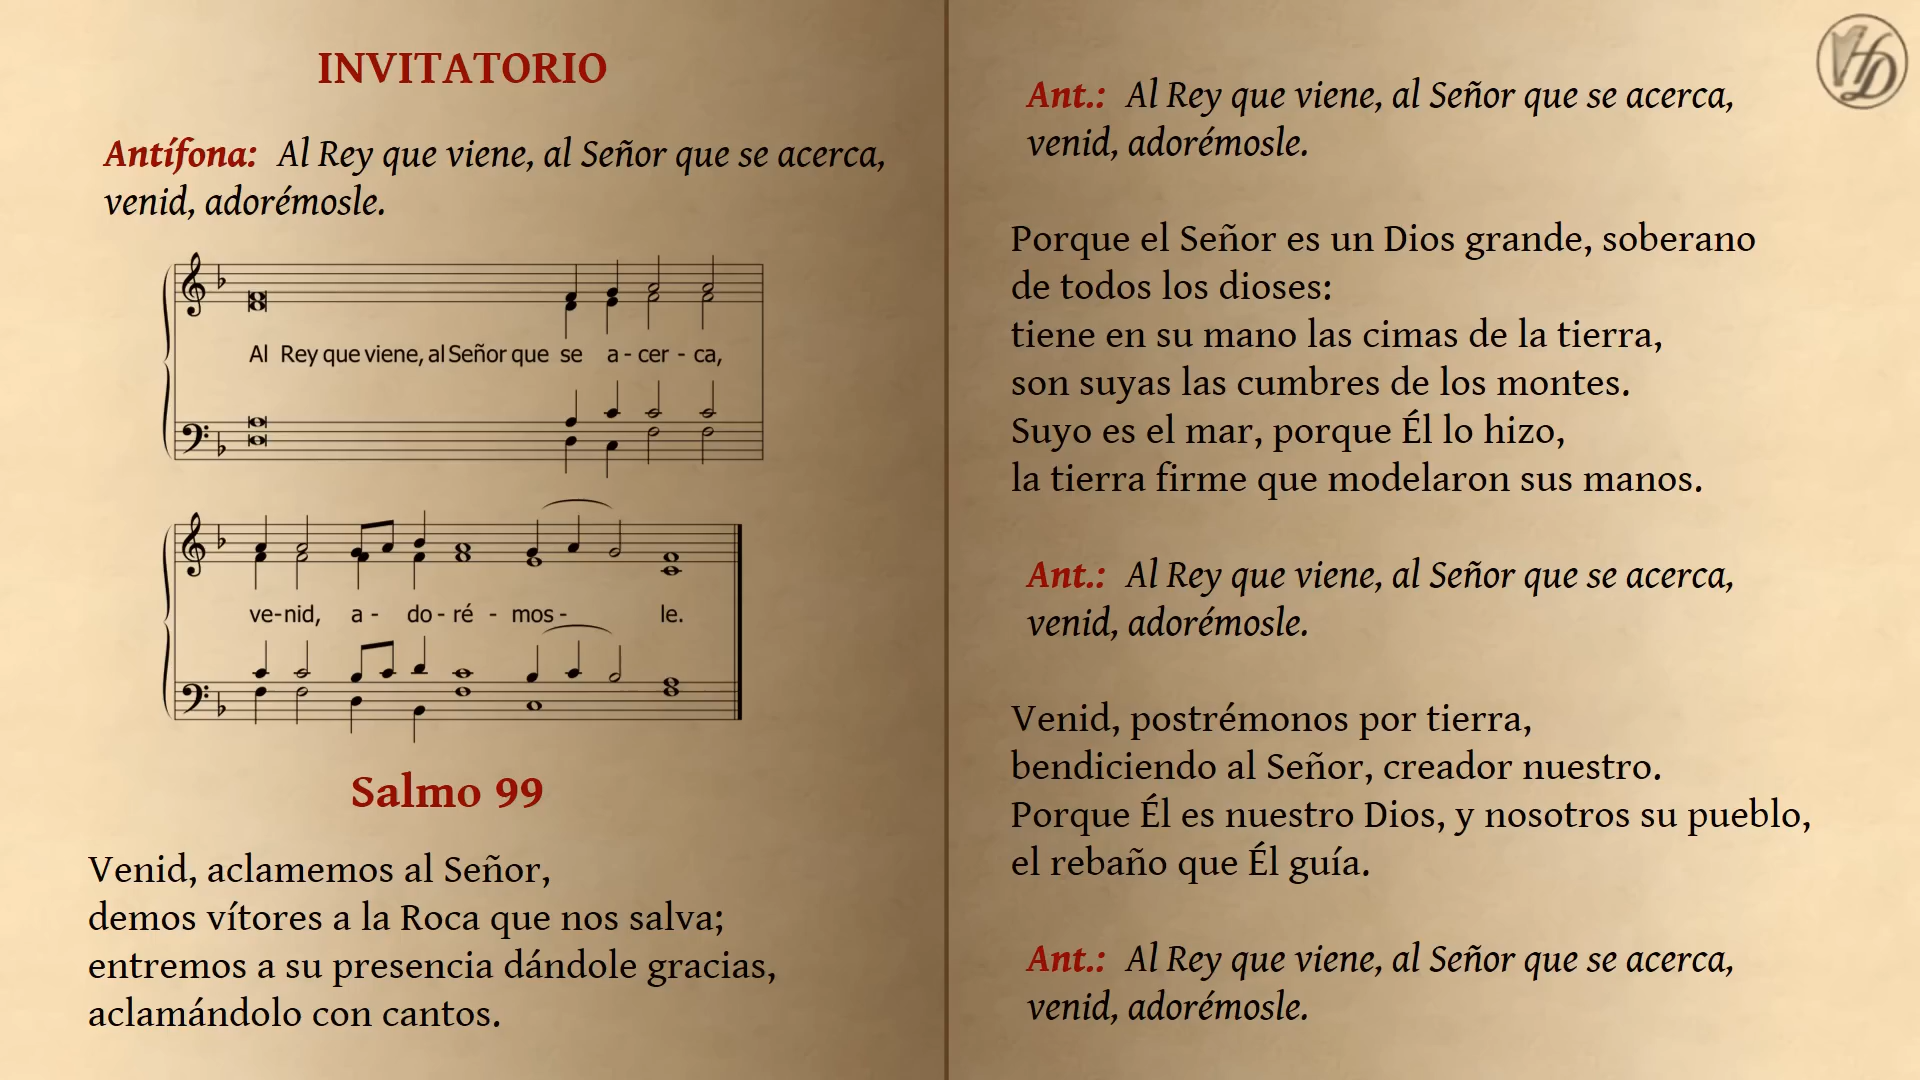 INVITATORIO
Antífona: Al Rey que viene, al Señor que se acerca,
venid, adorémosle.
Al Rey que viene, al Señor que se a - cer - ca,
ve-nid, a - do - ré - mos - le.
Salmo 99
Venid, aclamemos al Señor,
demos vítores a la Roca que nos salva;
entremos a su presencia dándole gracias,
aclamándolo con cantos.
HD
Ant.: Al Rey que viene, al Señor que se acerca,
venid, adorémosle.
Porque el Señor es un Dios grande, soberano
de todos los dioses:
tiene en su mano las cimas de la tierra,
son suyas las cumbres de los montes.
Suyo es el mar, porque Él lo hizo,
la tierra firme que modelaron sus manos.
Ant.: Al Rey que viene, al Señor que se acerca,
venid, adorémosle.
Venid, postrémonos por tierra,
bendiciendo al Señor, creador nuestro.
Porque Él es nuestro Dios, y nosotros su pueblo,
el rebaño que Él guía.
Ant.: Al Rey que viene, al Señor que se acerca,
venid, adorémosle.